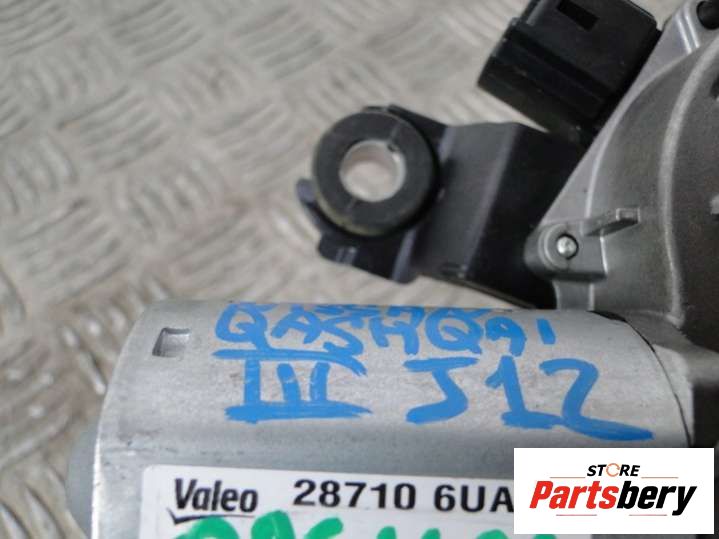 QASHQAI
III J12
Valeo 28710 6UA
STORE
Partsbery